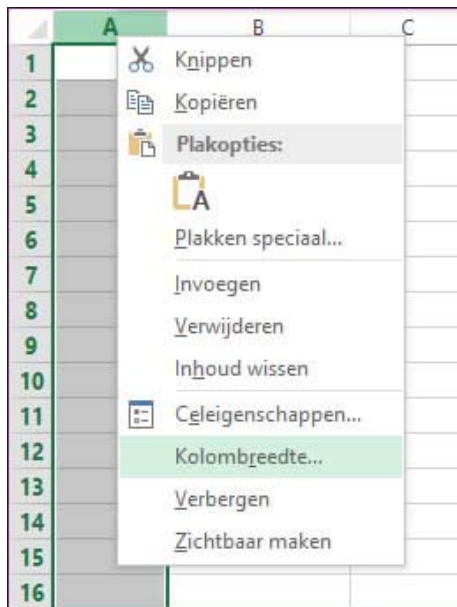 A B C
1
Knippen
2
Kopiëren
3
Plakopties:
4
5
6
Plakken speciaal...
7
Invoegen
8
Verwijderen
9
Inhoud wissen
10
11
Celeigenschappen...
12
Kolombreedte...
13
Verbergen
14
Zichtbaar maken
15
16